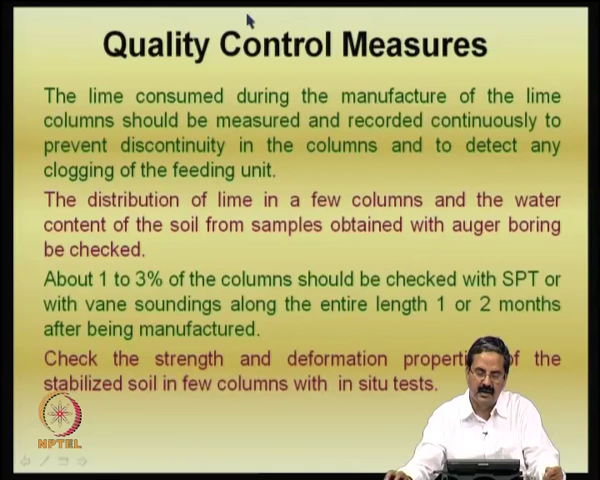 Quality Control Measures
The lime consumed during the manufacture of the lime
columns should be measured and recorded continuously to
prevent discontinuity in the columns and to detect any
clogging of the feeding unit.
The distribution of lime in a few columns and the water
content of the soil from samples obtained with auger boring
be checked.
About 1 to 3% of the columns should be checked with SPT or
with vane soundings along the entire length 1 or 2 months
after being manufactured.
Check the strength and deformation properti of the
stabilized soil in few columns with in situ tests.
NPTEL